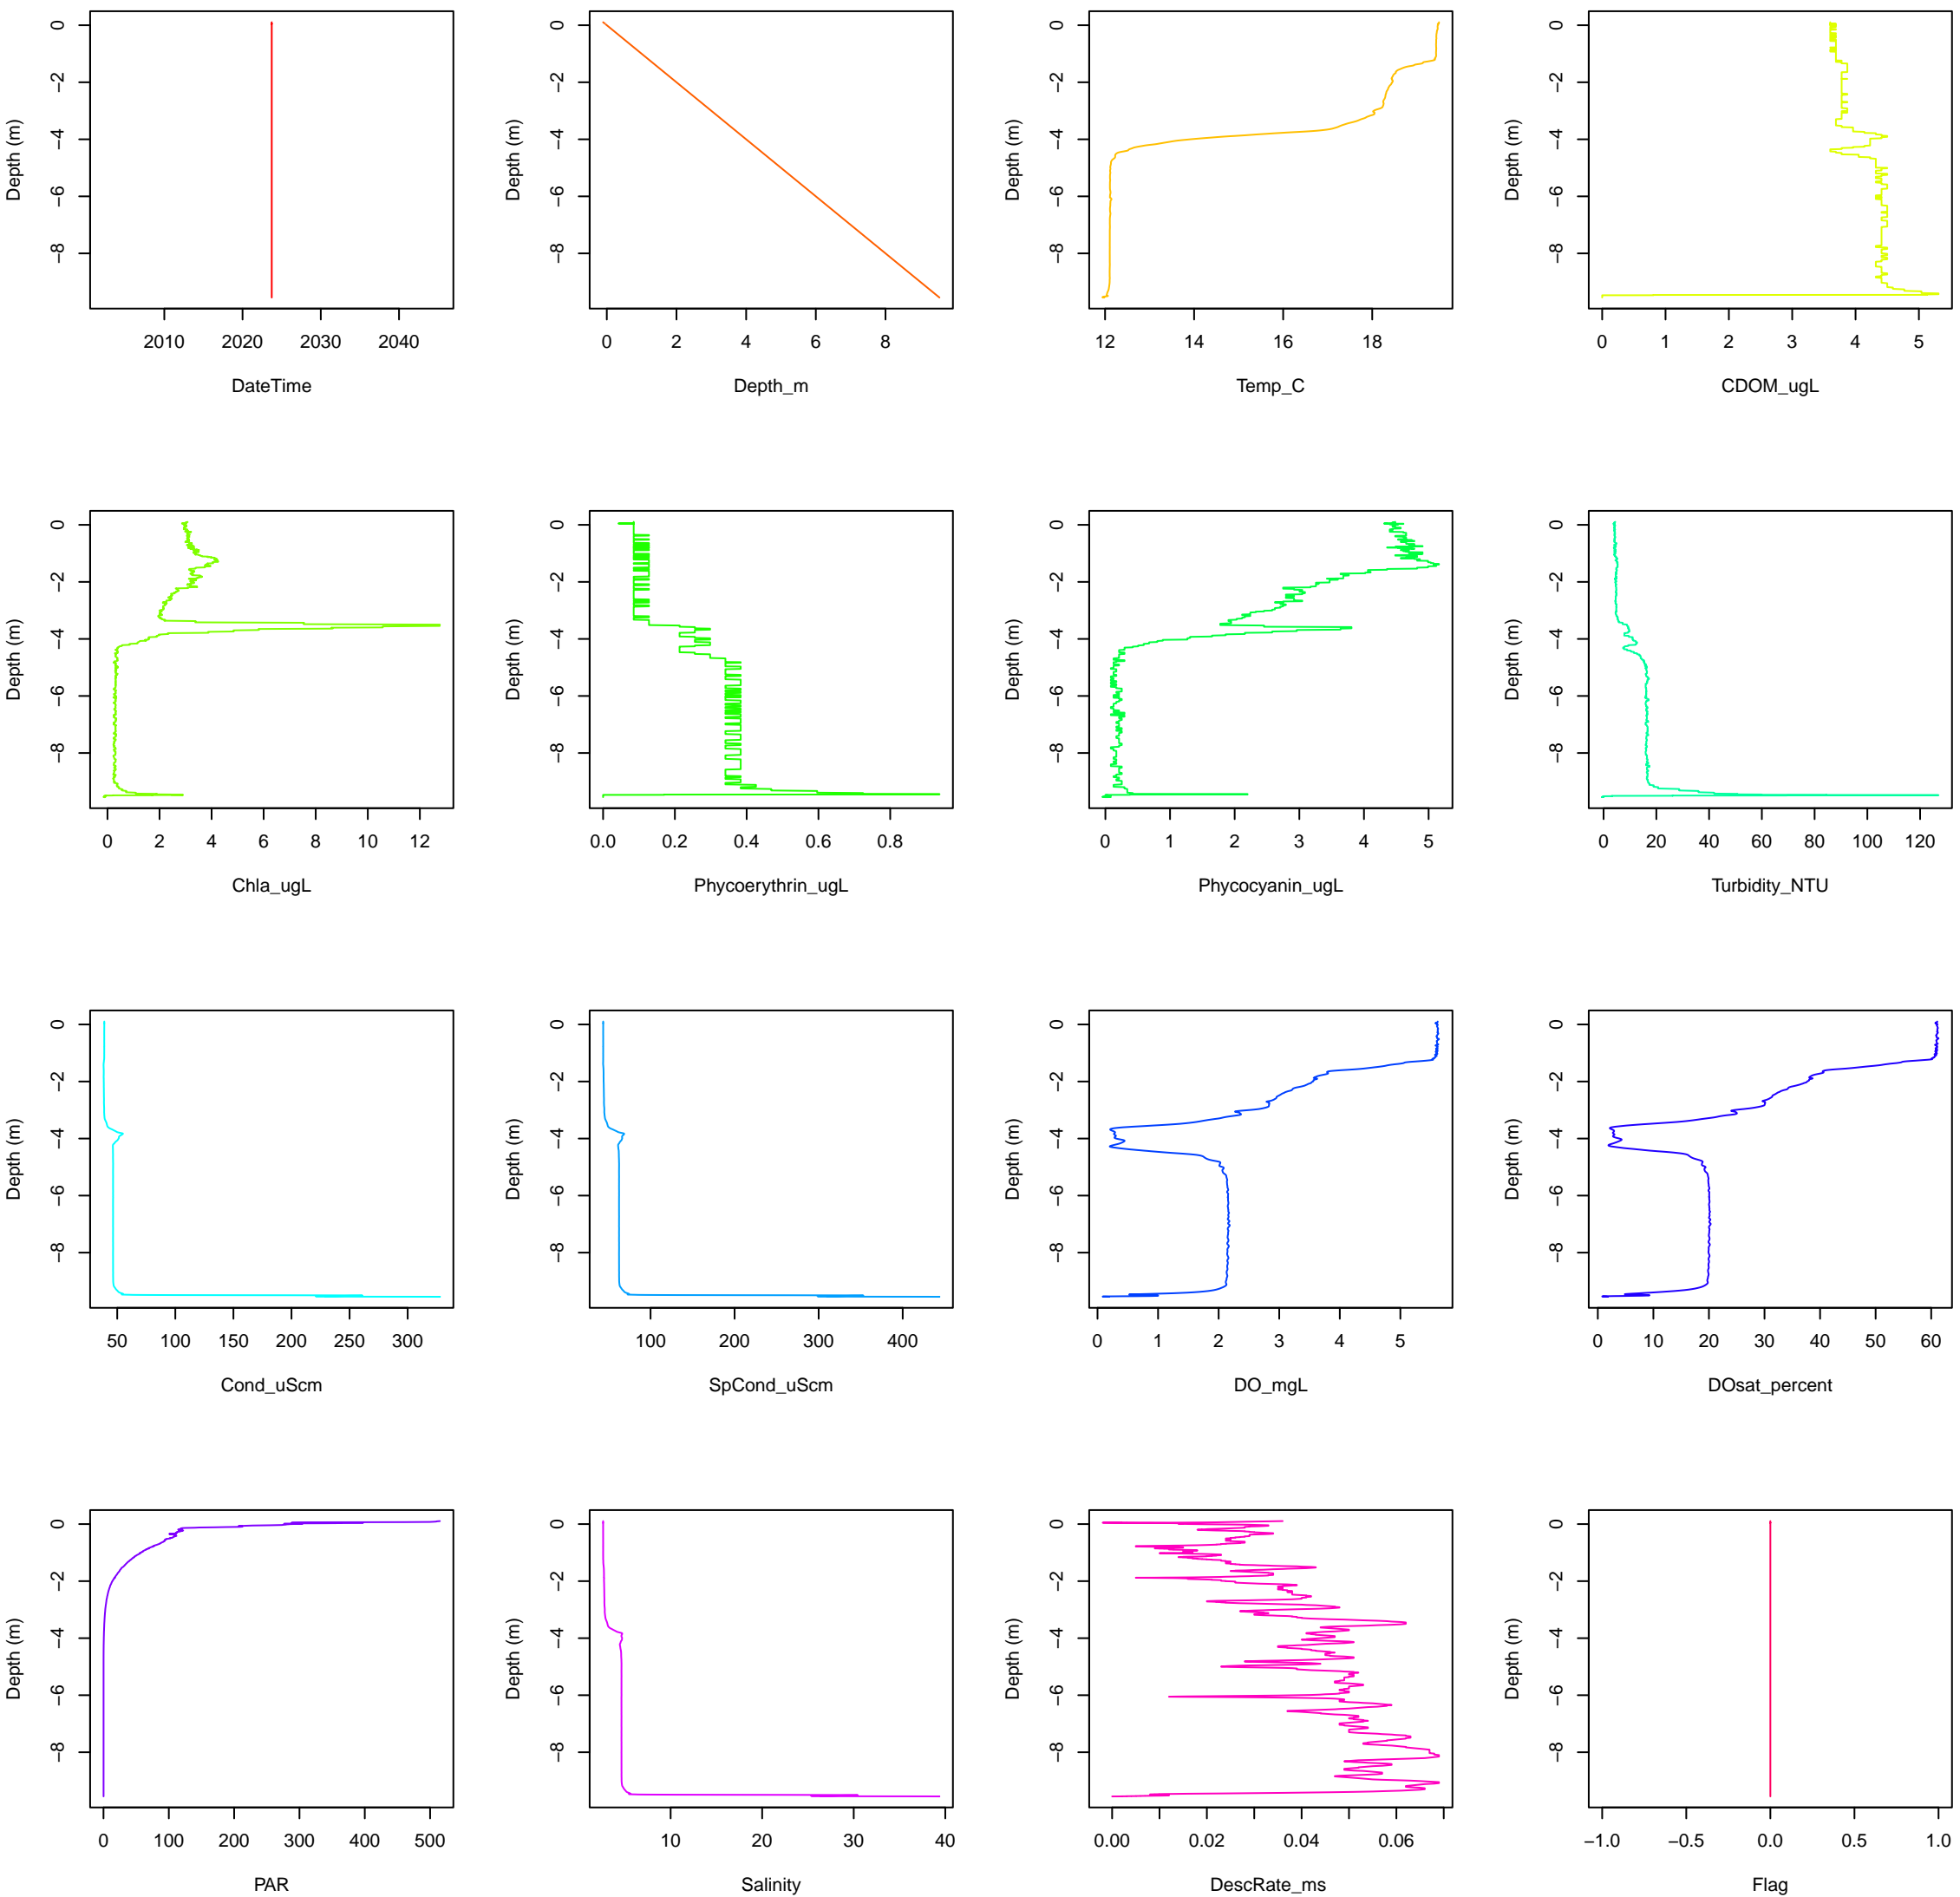 0 0 0 0
−2 −2 −2 −2
−4 −4 −4 −4
−6 −6 −6 −6
−8 −8 −8 −8
Depth (m) Depth (m) Depth (m) Depth (m)
2010 2020 2030 2040 0 2 4 6 8 12 14 16 18 0 1 2 3 4 5
DateTime Depth_m Temp_C CDOM_ugL
0 0 0 0
−2 −2 −2 −2
−4 −4 −4 −4
−6 −6 −6 −6
−8 −8 −8 −8
Depth (m) Depth (m) Depth (m) Depth (m)
0 2 4 6 8 10 12 0.0 0.2 0.4 0.6 0.8 0 1 2 3 4 5 0 20 40 60 80 100 120
Chla_ugL Phycoerythrin_ugL Phycocyanin_ugL Turbidity_NTU
0 0 0 0
−2 −2 −2 −2
−4 −4 −4 −4
−6 −6 −6 −6
−8 −8 −8 −8
Depth (m) Depth (m) Depth (m) Depth (m)
50 100 150 200 250 300 100 200 300 400 0 1 2 3 4 5 0 10 20 30 40 50 60
Cond_uScm SpCond_uScm DO_mgL DOsat_percent
0 0 0 0
−2 −2 −2 −2
−4 −4 −4 −4
−6 −6 −6 −6
−8 −8 −8 −8
Depth (m) Depth (m) Depth (m) Depth (m)
0 100 200 300 400 500 10 20 30 40 0.00 0.02 0.04 0.06 −1.0 −0.5 0.0 0.5 1.0
PAR Salinity DescRate_ms Flag